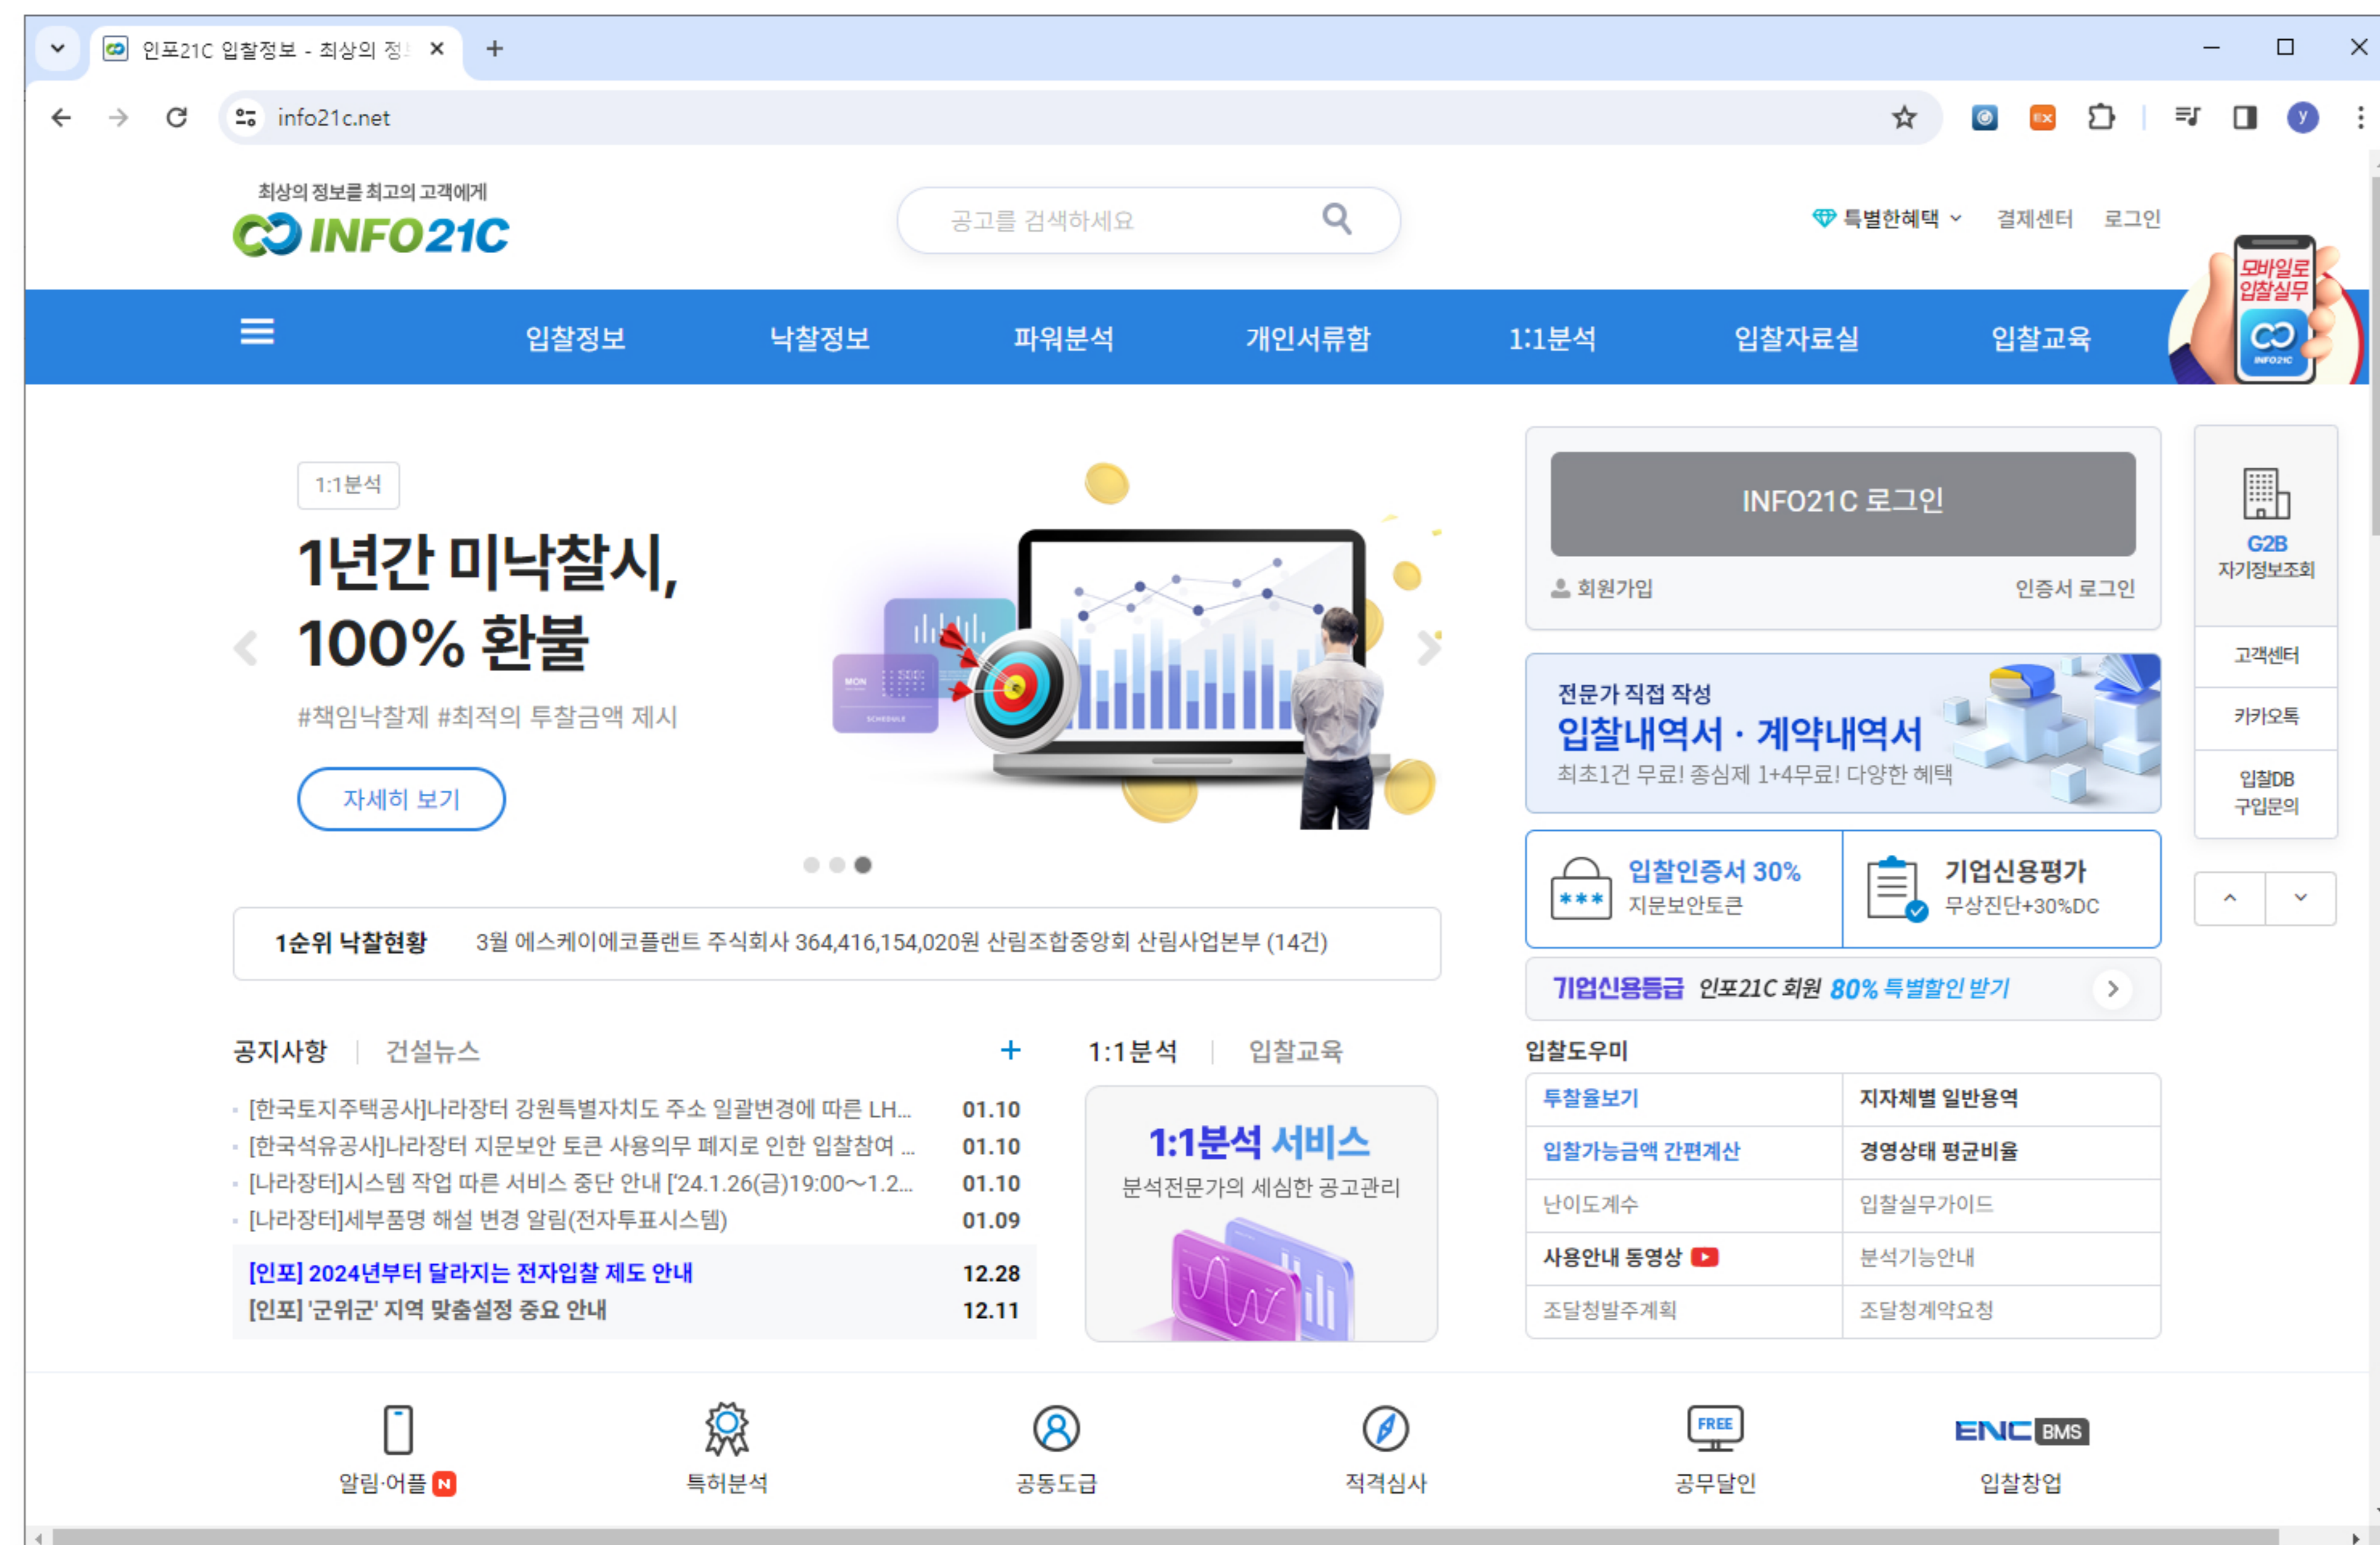 인포21C 입찰정보 - 최상의 정
info21c.net
y
최상의 정보를 최고의 고객에게
INFO21C
공고를 검색하세요
특별한혜택
결제센터
로그인
모바일로
입찰실무
INFO21C
입찰정보
낙찰정보
파워분석
개인서류함
1:1분석
입찰자료실
입찰교육
1:1분석
1년간 미낙찰시,
100% 환불
#책임낙찰제 #최적의 투찰금액 제시
자세히 보기
MON
SCHEDULE
INFO21C 로그인
회원가입
인증서 로그인
전문가 직접 작성
입찰내역서 · 계약내역서
최초1건 무료! 종심제 1+4무료! 다양한 혜택
입찰인증서 30%
지문보안토큰
기업신용평가
무상진단+30%DC
기업신용등급 인포21C 회원 80% 특별할인 받기
G2B
자기정보조회
고객센터
카카오톡
입찰DB
구입문의
1순위 낙찰현황 3월 에스케이에코플랜트 주식회사 364,416,154,020원 산림조합중앙회 산림사업본부 (14건)
공지사항
건설뉴스
[한국토지주택공사]나라장터 강원특별자치도 주소 일괄변경에 따른 LH... 01.10
[한국석유공사]나라장터 지문보안 토큰 사용의무 폐지로 인한 입찰참여 ... 01.10
[나라장터]시스템 작업 따른 서비스 중단 안내 ['24.1.26(금)19:00~1.2... 01.10
[나라장터]세부품명 해설 변경 알림(전자투표시스템) 01.09
[인포] 2024년부터 달라지는 전자입찰 제도 안내 12.28
[인포] '군위군' 지역 맞춤설정 중요 안내 12.11
1:1분석
입찰교육
1:1분석 서비스
분석전문가의 세심한 공고관리
입찰도우미
투찰율보기
지자체별 일반용역
입찰가능금액 간편계산
경영상태 평균비율
난이도계수
입찰실무가이드
사용안내 동영상
분석기능안내
조달청발주계획
조달청계약요청
알림·어플 N
특허분석
공동도급
적격심사
FREE
공무달인
ENC BMS
입찰창업